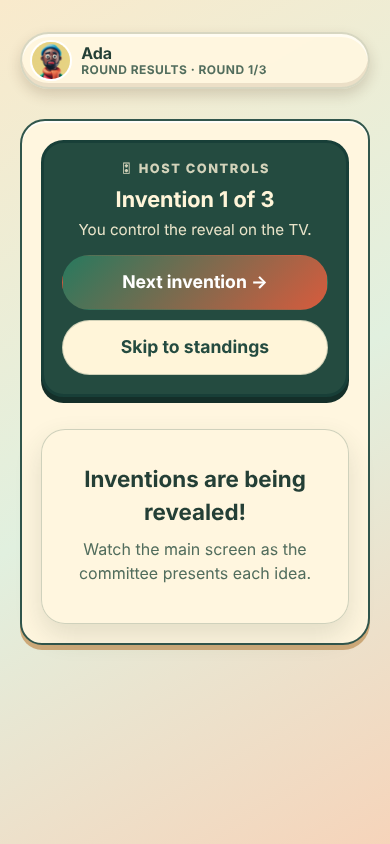 Ada
ROUND RESULTS · ROUND 1/3
🎛 HOST CONTROLS
Invention 1 of 3
You control the reveal on the TV.
Next invention →
Skip to standings
Inventions are being
revealed!
Watch the main screen as the
committee presents each idea.